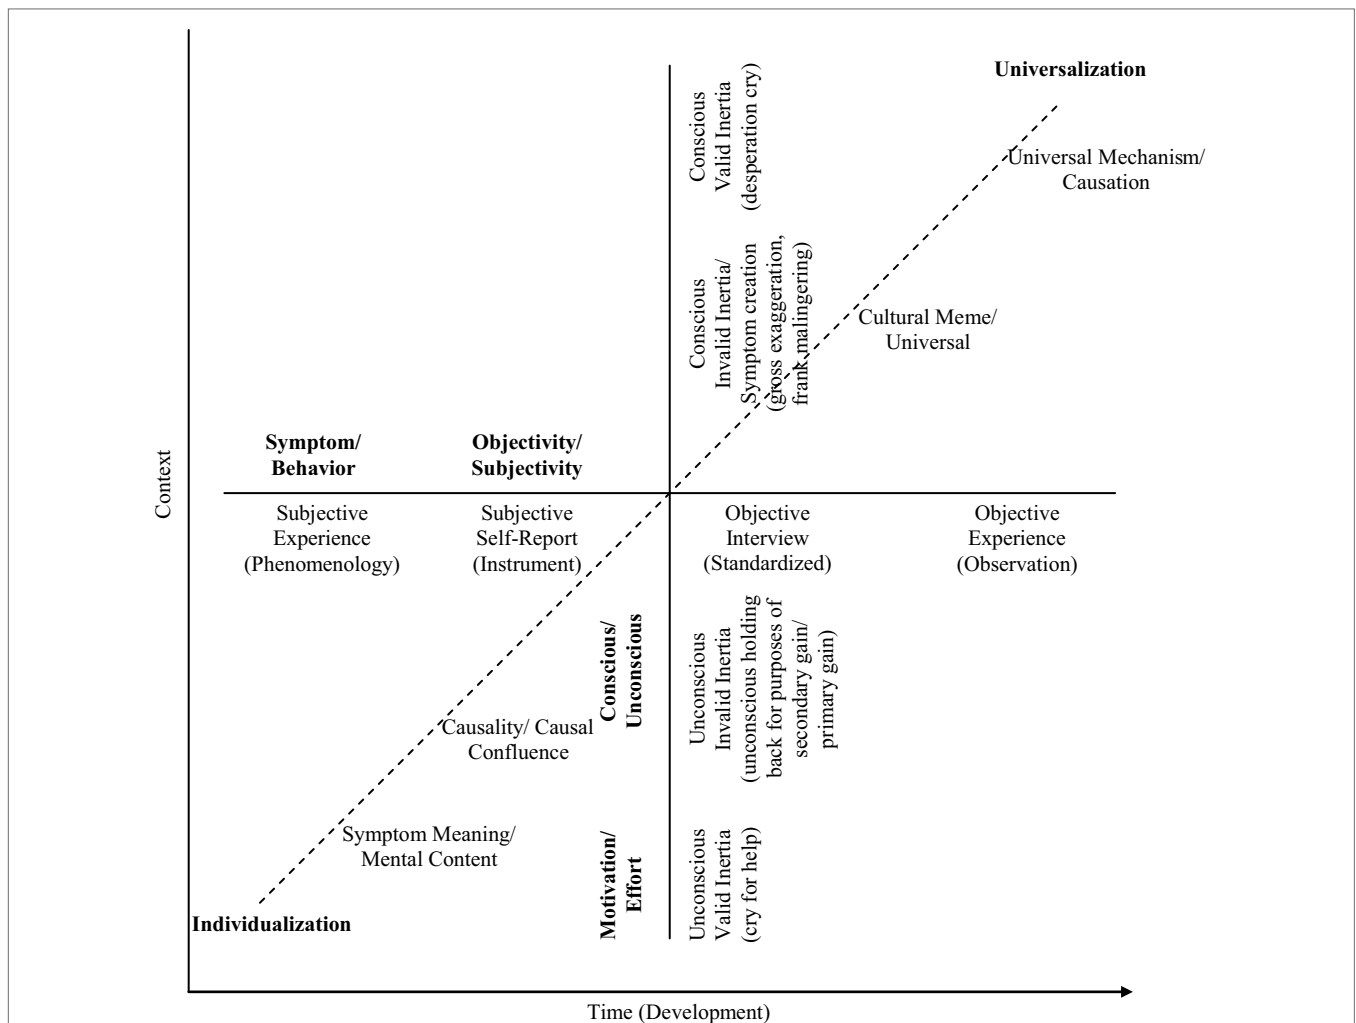 Universalization
Conscious
Valid Inertia
(desperation cry)
Universal Mechanism/
Causation
Conscious
Invalid Inertia/
Symptom creation
(gross exaggeration,
frank malingering)
Cultural Meme/
Universal
Symptom/
Behavior
Objectivity/
Subjectivity
Context
Subjective
Experience
(Phenomenology)
Subjective
Self-Report
(Instrument)
Objective
Interview
(Standardized)
Objective
Experience
(Observation)
Conscious/
Unconscious
Unconscious
Invalid Inertia
(unconscious holding
back for purposes of
secondary gain/
primary gain)
Causality/ Causal
Confluence
Symptom Meaning/
Mental Content
Motivation/
Effort
Unconscious
Valid Inertia
(cry for help)
Individualization
Time (Development)